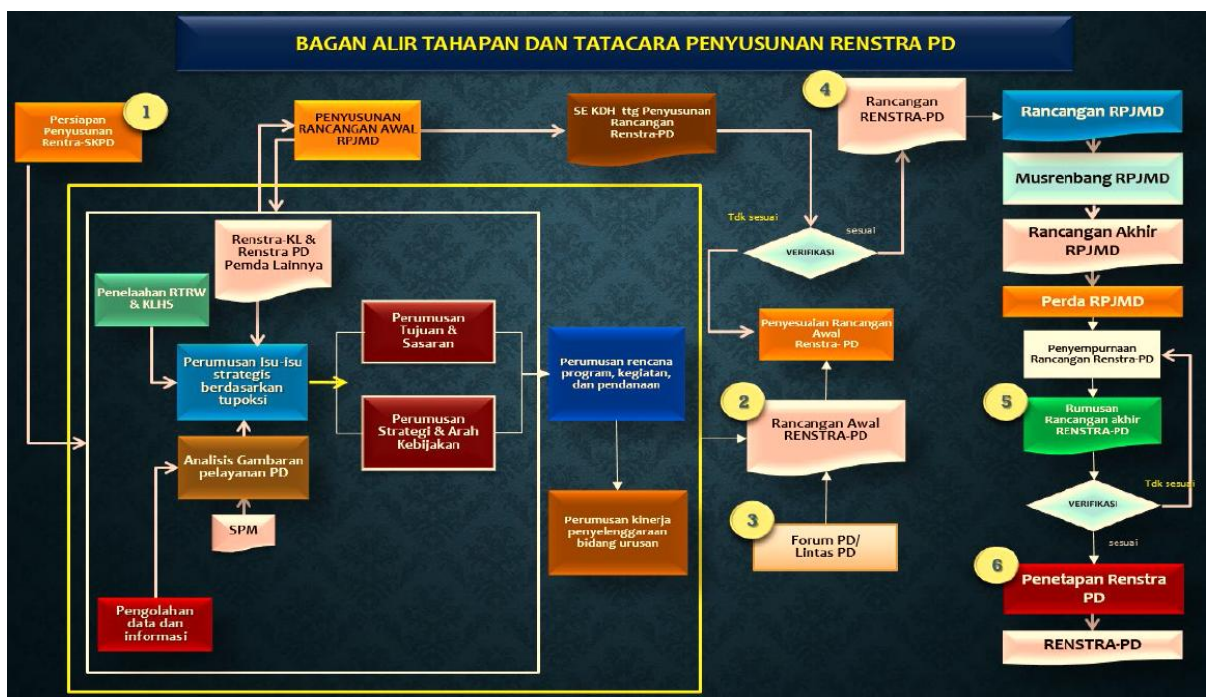 BAGAN ALIR TAHAPAN DAN TATACARA PENYUSUNAN RENSTRA PD
1
Persiapan
Penyusunan
Rentra-SKPD
PENYUSUNAN
RANCANGAN AWAL
RPJMD
SE KDH ttg Penyusunan
Rancangan
Renstra-PD
4
Rancangan
RENSTRA-PD
Rancangan RPJMD
Musrenbang RPJMD
Rancangan Akhir
RPJMD
Perda RPJMD
Penyempurnaan
Rancangan Renstra-PD
5
Rumusan
Rancangan akhir
RENSTRA-PD
Tdk sesuai
VERIFIKASI
sesuai
6
Penetapan Renstra
PD
RENSTRA-PD
Tdk sesuai
sesuai
VERIFIKASI
Penyesuaian Rancangan
Awal
Renstra- PD
2
Rancangan Awal
RENSTRA-PD
3
Forum PD/
Lintas PD
Renstra-KL &
Renstra PD
Pemda Lainnya
Penelaahan RTRW
& KLHS
Perumusan Isu-isu
strategis
berdasarkan
tupoksi
Perumusan
Tujuan &
Sasaran
Perumusan
Strategi & Arah
Kebijakan
Perumusan rencana
program, kegiatan,
dan pendanaan
Analisis Gambaran
pelayanan PD
SPM
Perumusan kinerja
penyelenggaraan
bidang urusan
Pengolahan
data dan
informasi